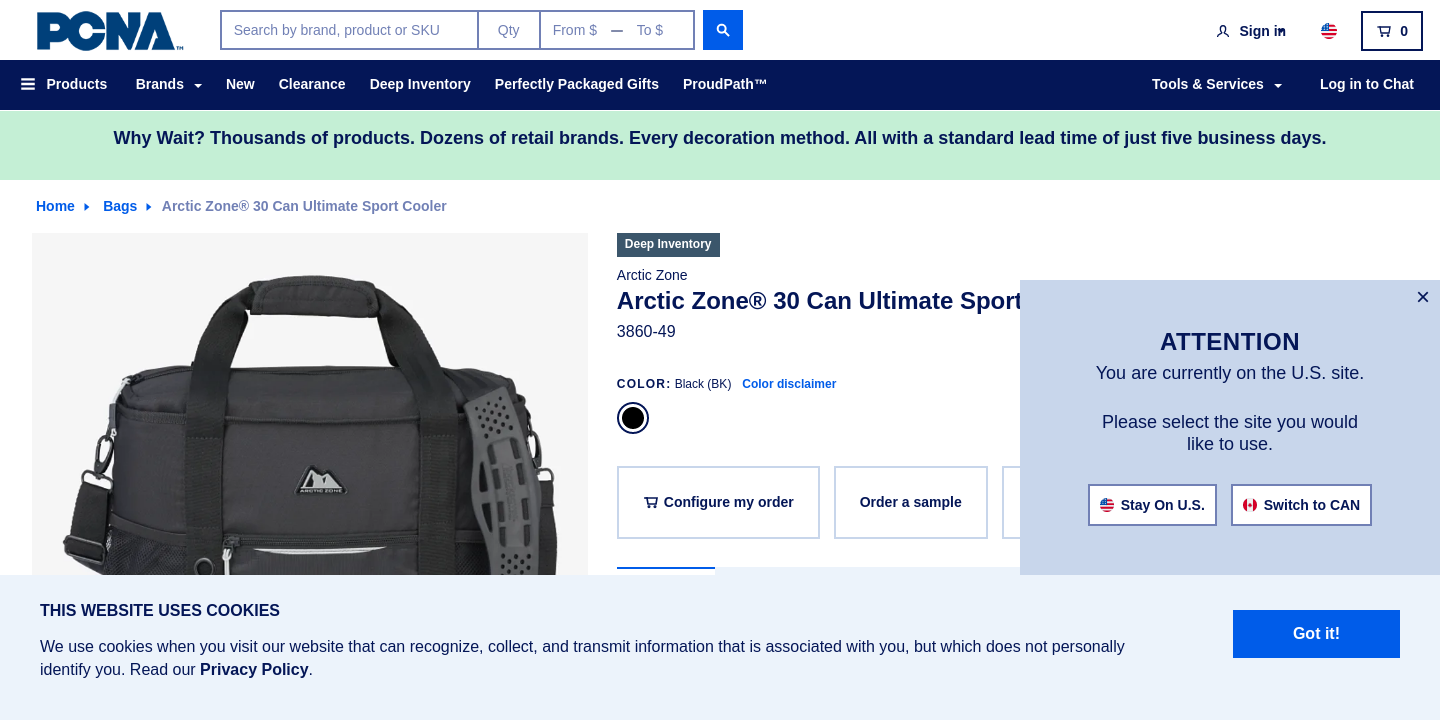 PCNA™
Search by brand, product or SKU
Qty
From $ — To $
Sign in
0
Products
Brands
New
Clearance
Deep Inventory
Perfectly Packaged Gifts
ProudPath™
Tools & Services
Log in to Chat
Why Wait? Thousands of products. Dozens of retail brands. Every decoration method. All with a standard lead time of just five business days.
Home
Bags
Arctic Zone® 30 Can Ultimate Sport Cooler
Deep Inventory
Arctic Zone
Arctic Zone® 30 Can Ultimate Sport
3860-49
COLOR: Black (BK) Color disclaimer
Configure my order
Order a sample
ARCTIC ZONE
×
ATTENTION
You are currently on the U.S. site.
Please select the site you would
like to use.
Stay On U.S.
Switch to CAN
THIS WEBSITE USES COOKIES
We use cookies when you visit our website that can recognize, collect, and transmit information that is associated with you, but which does not personally
identify you. Read our Privacy Policy.
Got it!